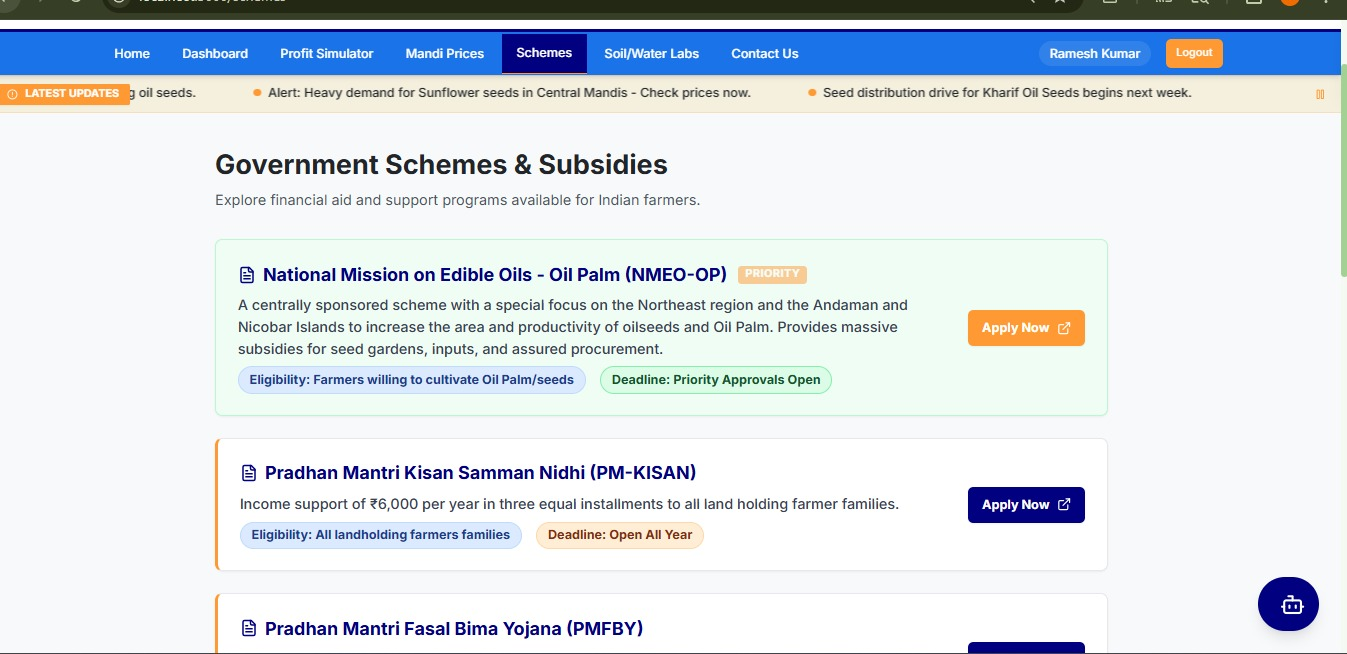 Home Dashboard Profit Simulator Mandi Prices Schemes Soil/Water Labs Contact Us Ramesh Kumar Logout
LATEST UPDATES g oil seeds. Alert: Heavy demand for Sunflower seeds in Central Mandis - Check prices now. Seed distribution drive for Kharif Oil Seeds begins next week.
Government Schemes & Subsidies
Explore financial aid and support programs available for Indian farmers.
National Mission on Edible Oils - Oil Palm (NMEO-OP) PRIORITY
A centrally sponsored scheme with a special focus on the Northeast region and the Andaman and
Nicobar Islands to increase the area and productivity of oilseeds and Oil Palm. Provides massive
subsidies for seed gardens, inputs, and assured procurement.
Apply Now
Eligibility: Farmers willing to cultivate Oil Palm/seeds Deadline: Priority Approvals Open
Pradhan Mantri Kisan Samman Nidhi (PM-KISAN)
Income support of ₹6,000 per year in three equal installments to all land holding farmer families.
Apply Now
Eligibility: All landholding farmers families Deadline: Open All Year
Pradhan Mantri Fasal Bima Yojana (PMFBY)